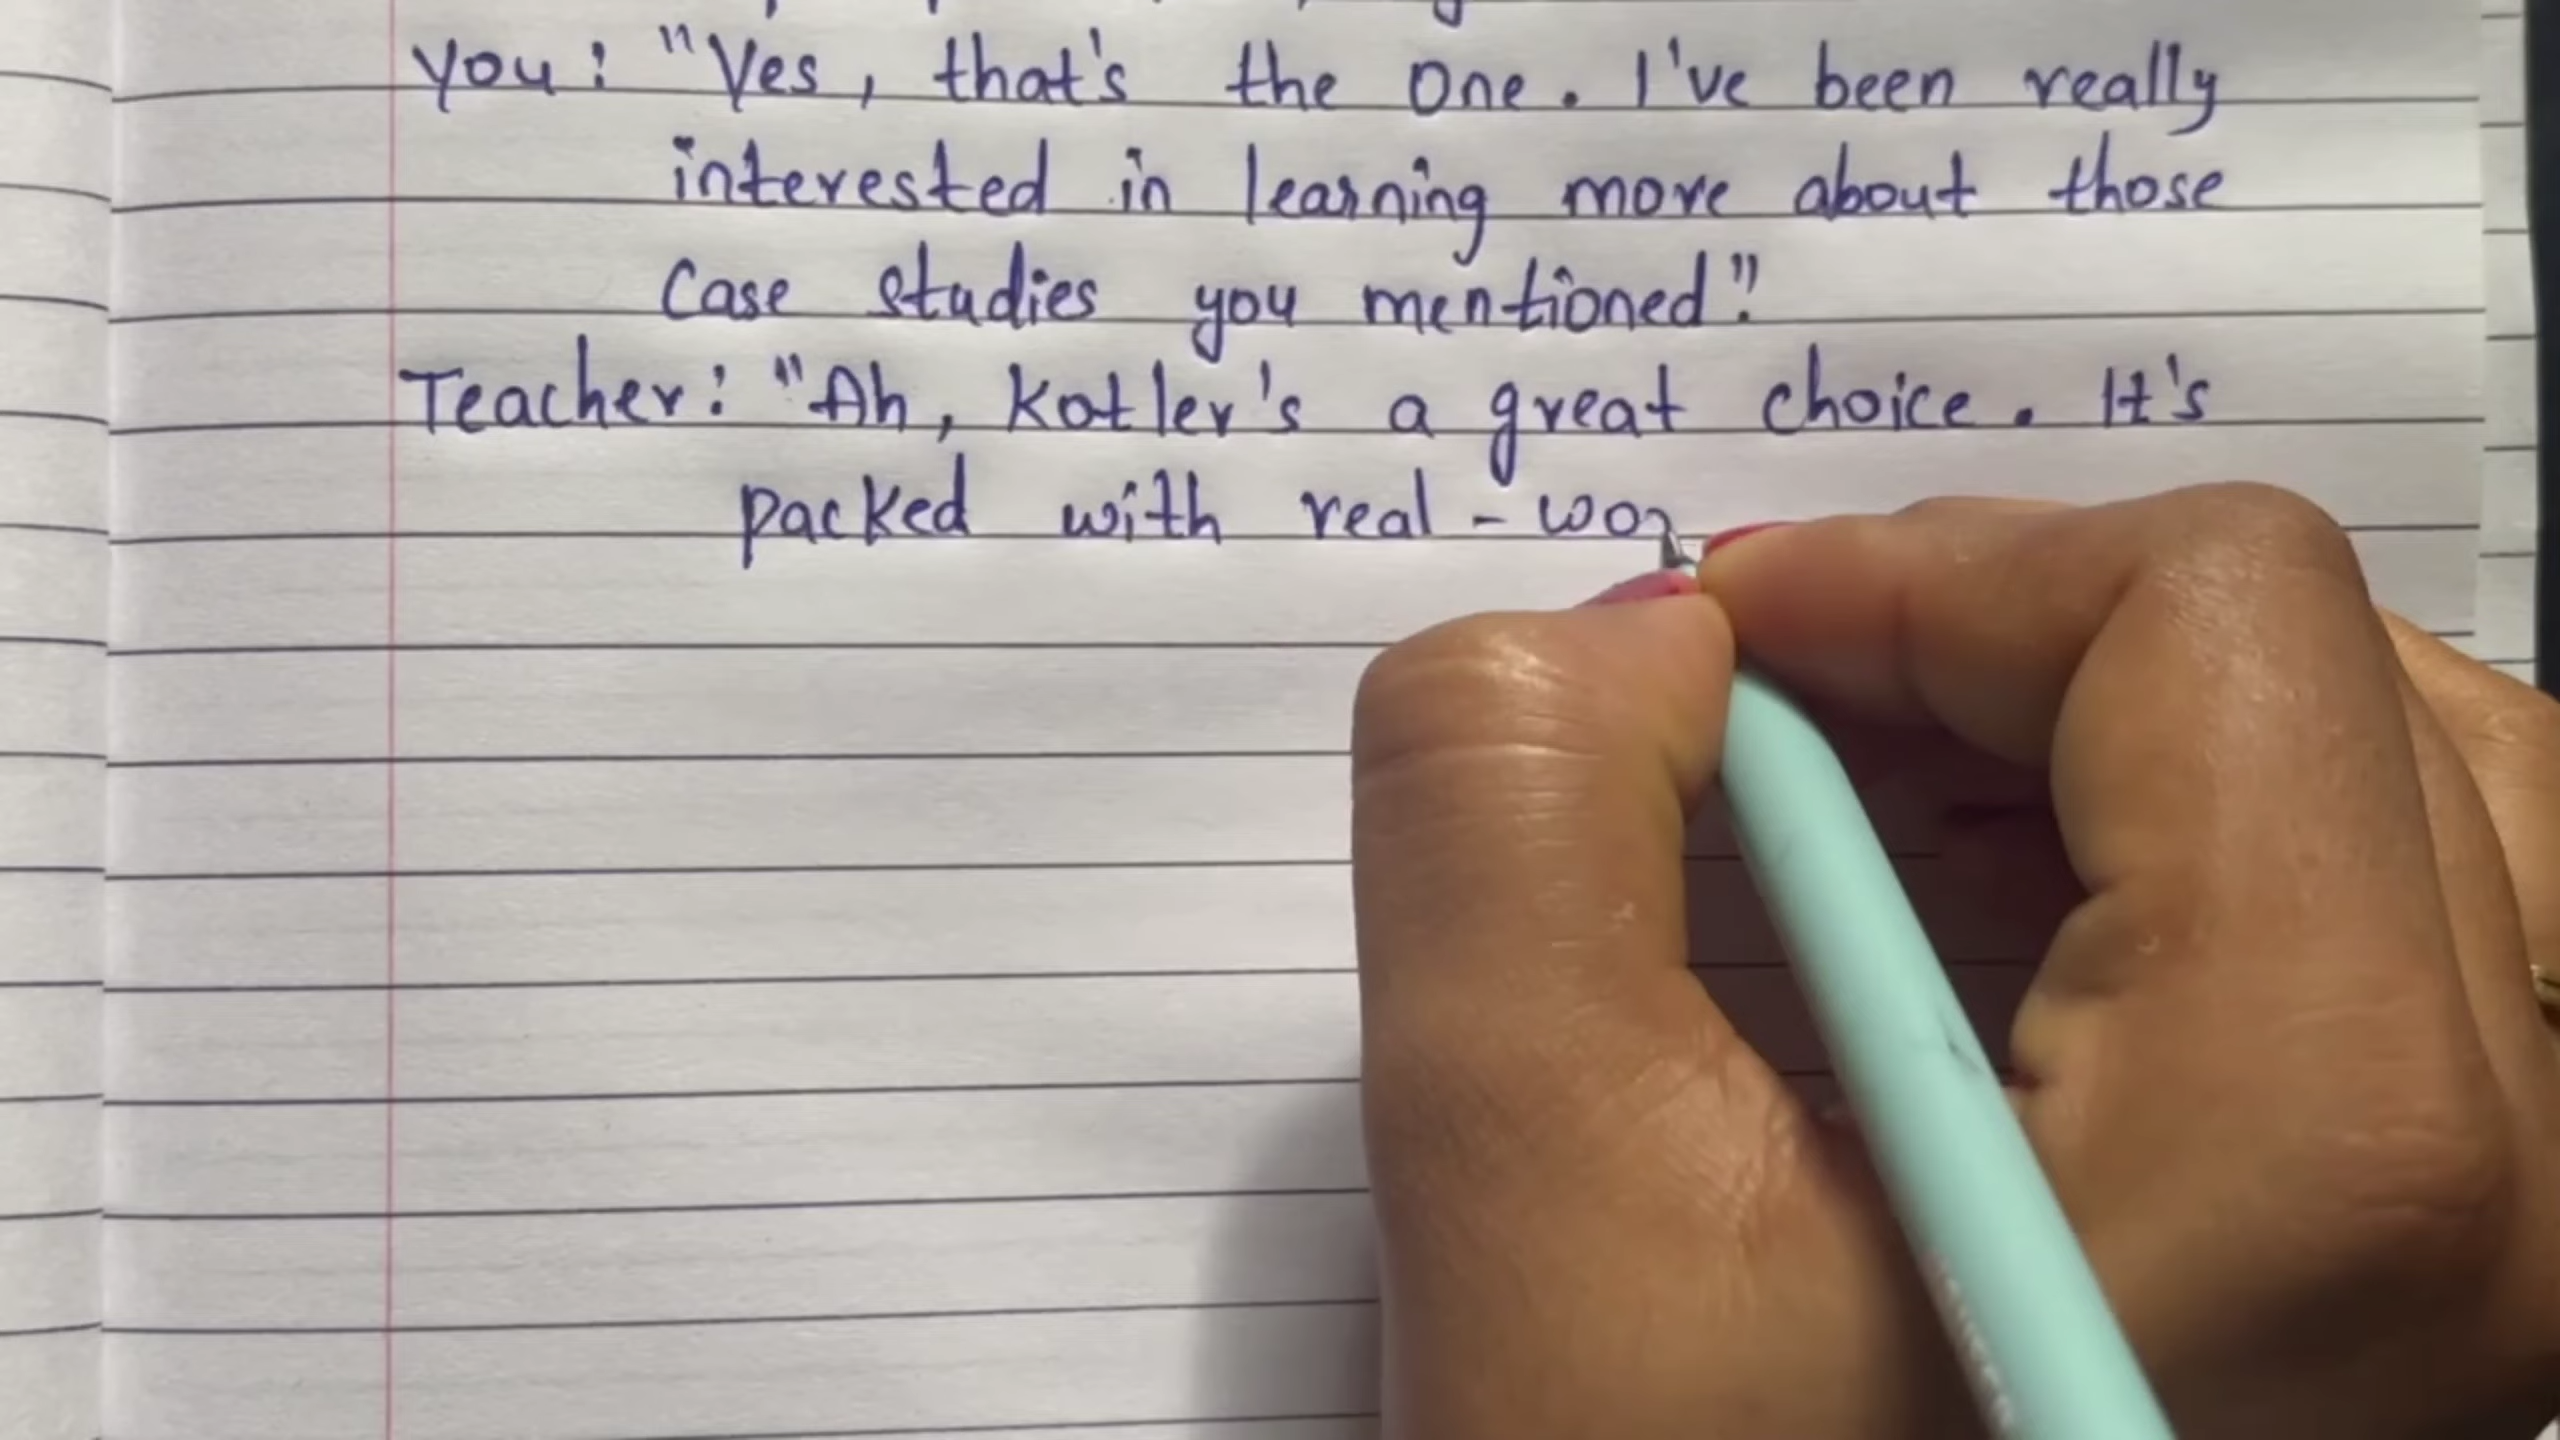 You : "Yes, that's the One. I've been really
interested in learning more about those
Case studies you mentioned."
Teacher: "Ah, Kotler's a great choice. It's
packed with real - wor